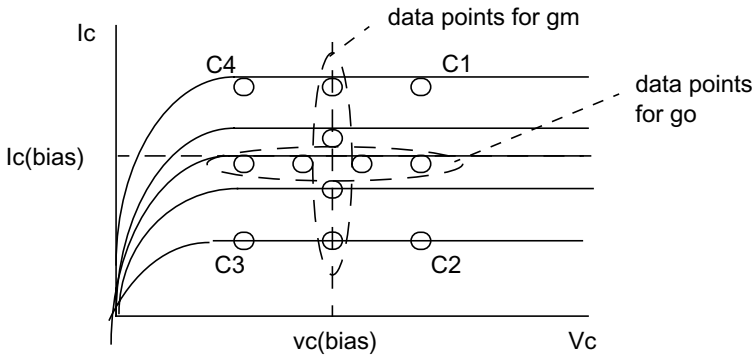 Ic
data points for gm
C4
C1
data points
for go
Ic(bias)
C3
C2
vc(bias)
Vc